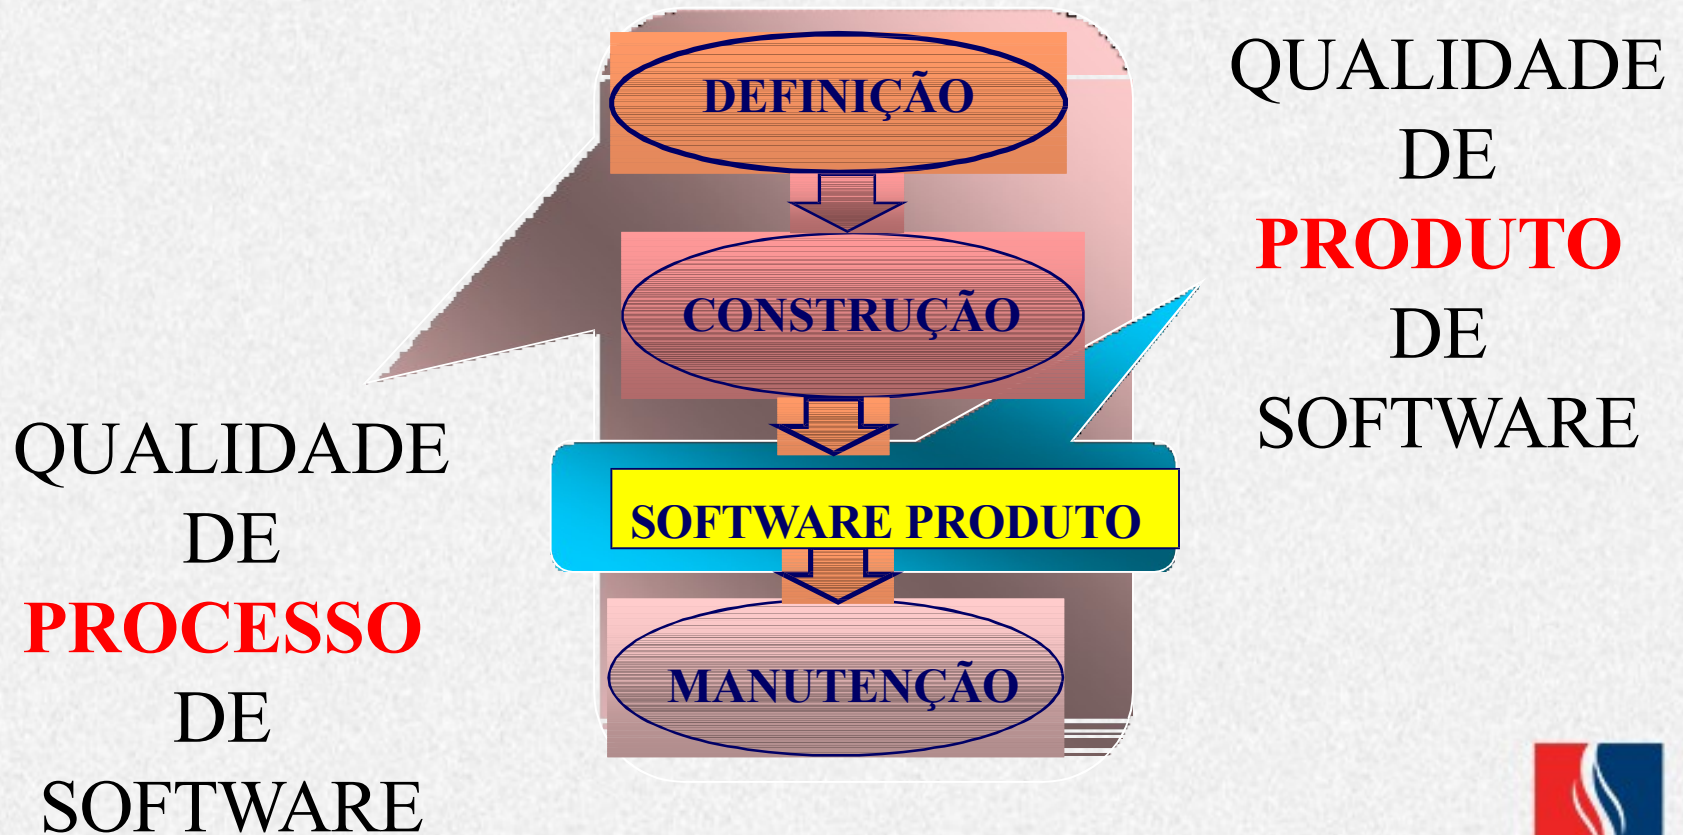 DEFINIÇÃO
CONSTRUÇÃO
SOFTWARE PRODUTO
MANUTENÇÃO
QUALIDADE
DE
PROCESSO
DE
SOFTWARE
QUALIDADE
DE
PRODUTO
DE
SOFTWARE